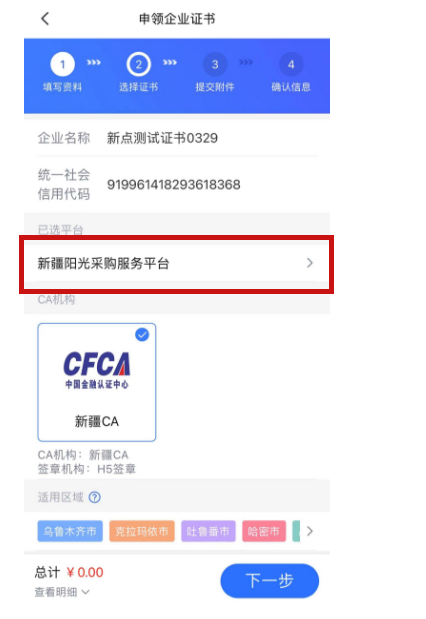 申领企业证书
1 2 3 4
填写资料 选择证书 提交附件 确认信息
企业名称 新点测试证书0329
统一社会
信用代码 919961418293618368
已选平台
新疆阳光采购服务平台
CA机构
CFCA
中国金融认证中心
新疆CA
CA机构：新疆CA
签章机构：H5签章
适用区域 ?
乌鲁木齐市 克拉玛依市 吐鲁番市 哈密市
总计 ¥0.00
查看明细
下一步